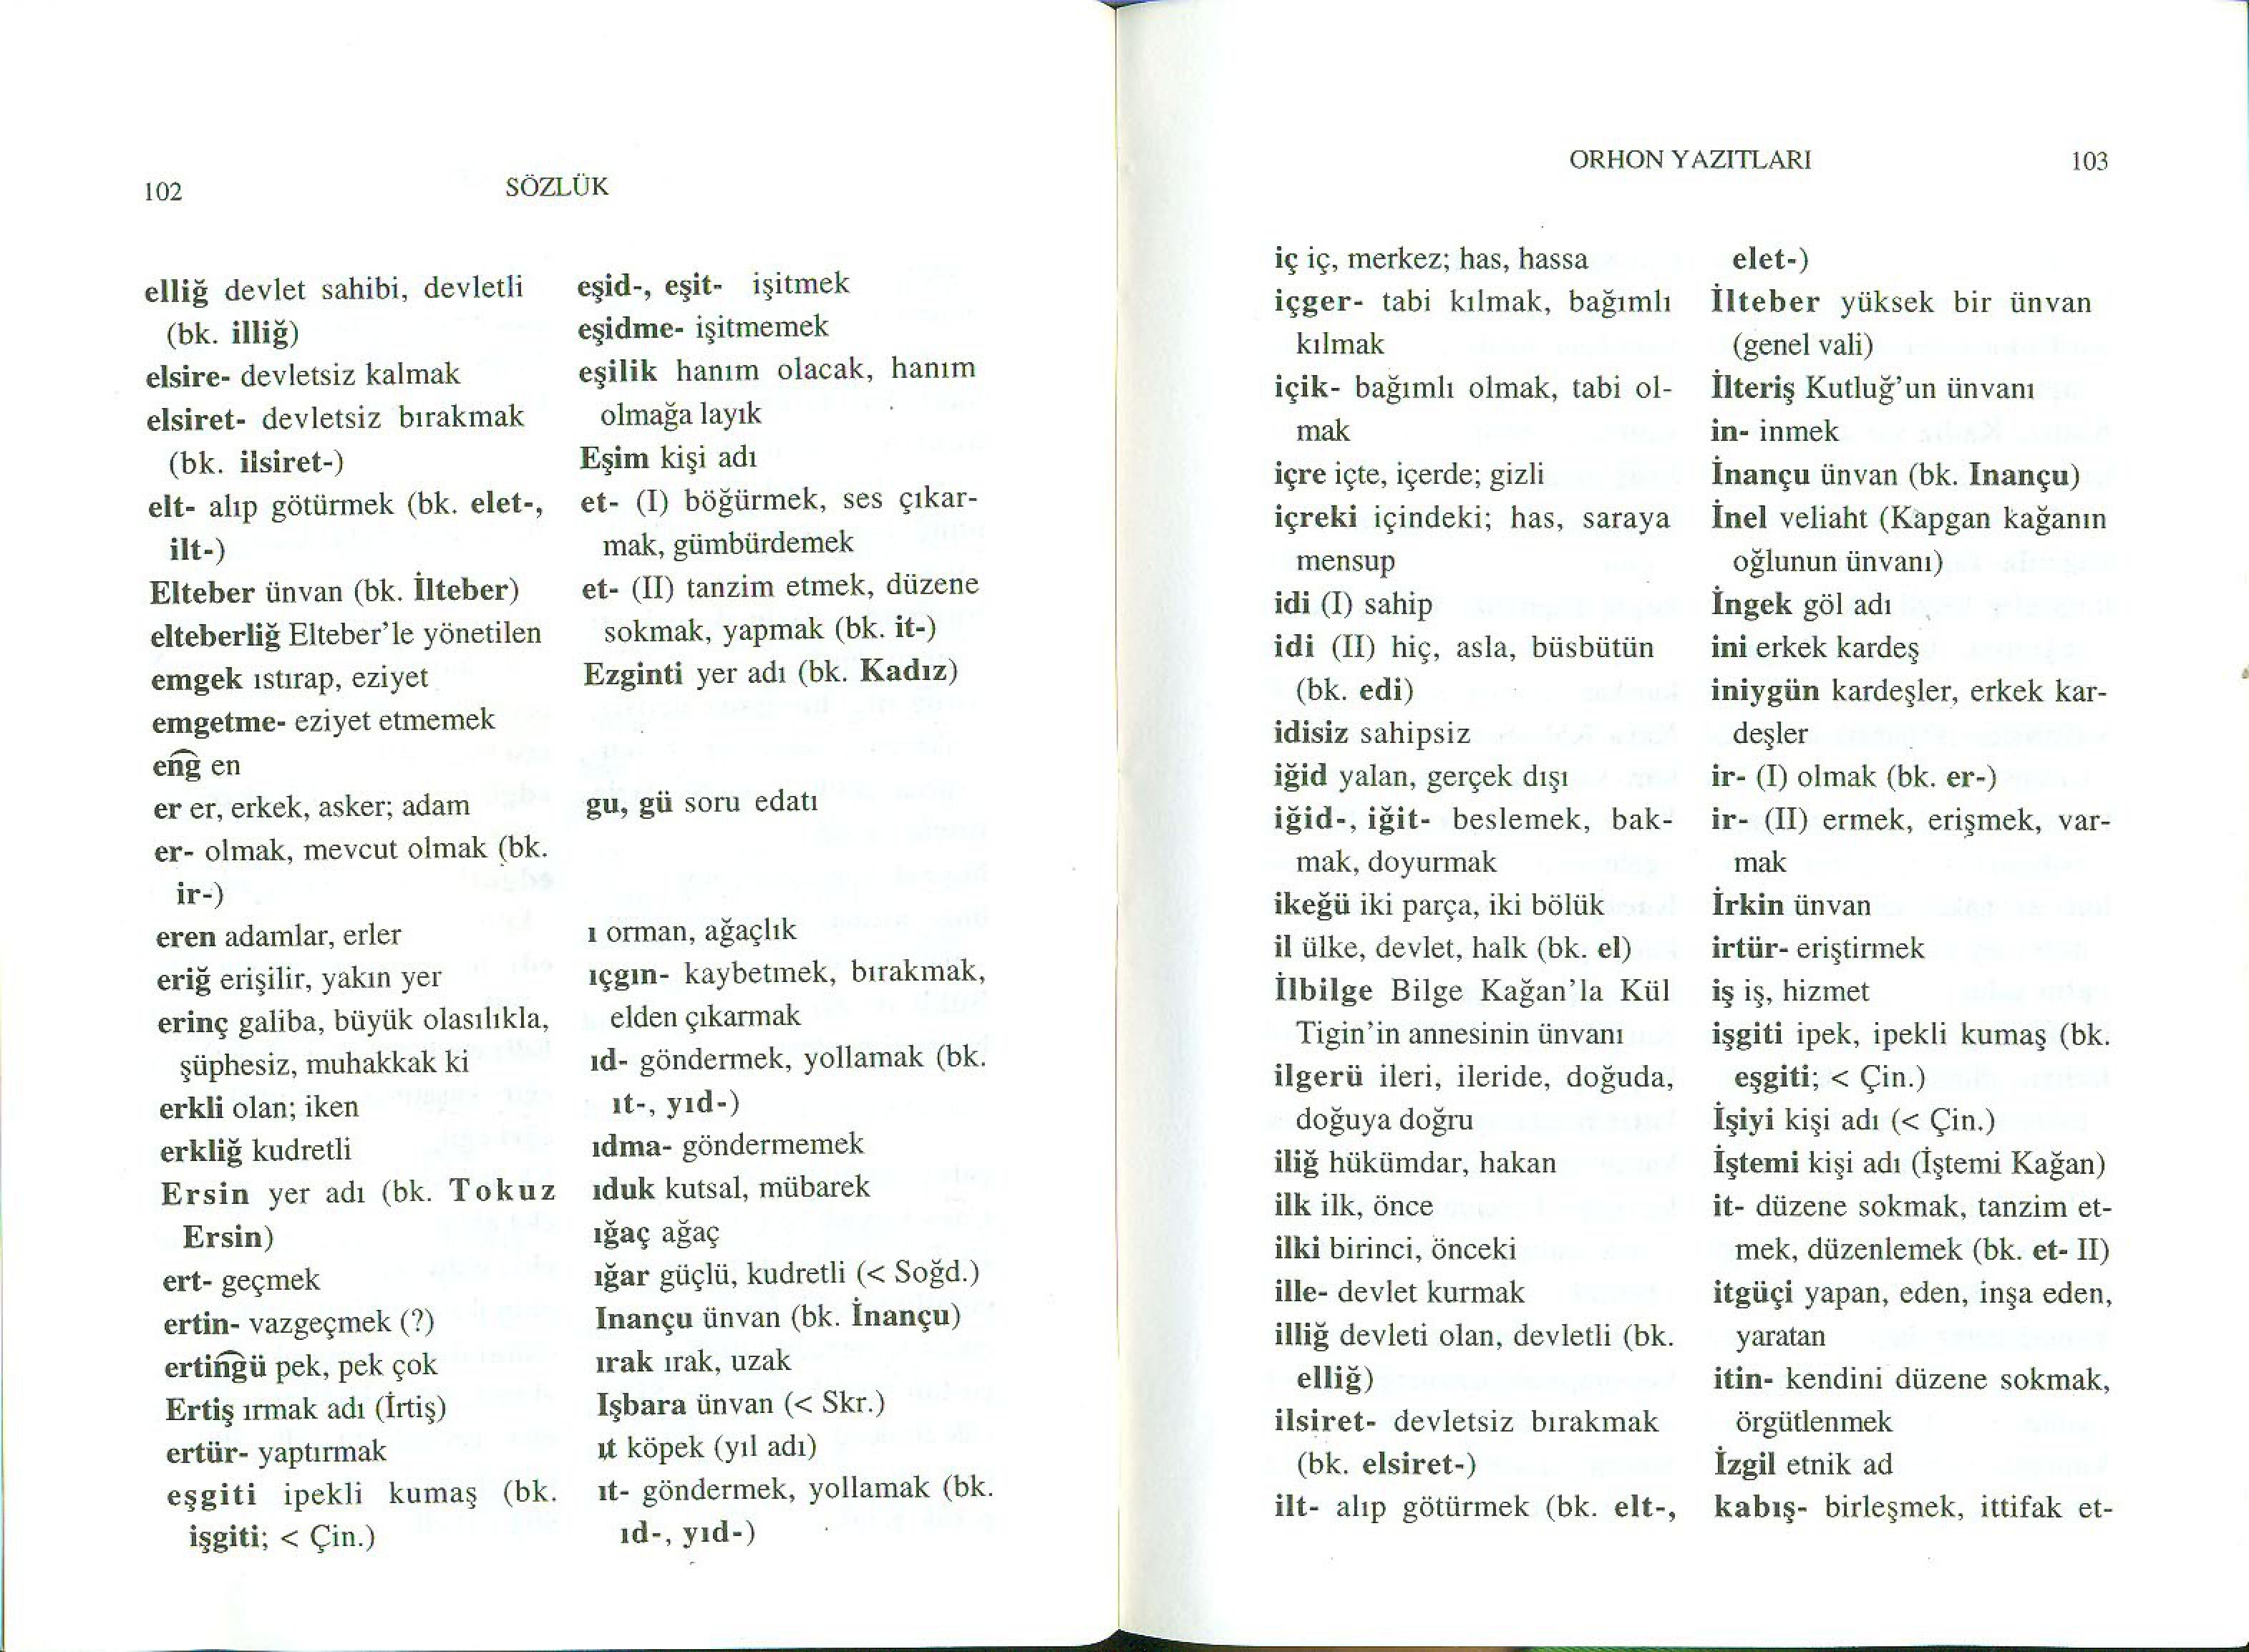 102
SÖZLÜK
elliğ devlet sahibi, devletli
(bk. illiğ)
elsire- devletsiz kalmak
elsiret- devletsiz bırakmak
(bk. ilsiret-)
elt- alıp götürmek (bk. elet-,
ilt-)
Elteber ünvan (bk. İlteber)
elteberliğ Elteber'le yönetilen
emgek ıstırap, eziyet
emgetme- eziyet etmemek
en͡g en
er er, erkek, asker; adam
er- olmak, mevcut olmak (bk.
ir-)
eren adamlar, erler
eriğ erişilir, yakın yer
erinç galiba, büyük olasılıkla,
şüphesiz, muhakkak ki
erkli olan; iken
erkliğ kudretli
Ersin yer adı (bk. Tokuz
Ersin)
ert- geçmek
ertin- vazgeçmek (?)
ertin͡gü pek, pek çok
Ertiş ırmak adı (İrtiş)
ertür- yaptırmak
eşgiti ipekli kumaş (bk.
işgiti; < Çin.)
eşid-, eşit- işitmek
eşidme- işitmemek
eşilik hanım olacak, hanım
olmağa layık
Eşim kişi adı
et- (I) böğürmek, ses çıkar-
mak, gümbürdemek
et- (II) tanzim etmek, düzene
sokmak, yapmak (bk. it-)
Ezginti yer adı (bk. Kadız)
gu, gü soru edatı
ı orman, ağaçlık
ıçgın- kaybetmek, bırakmak,
elden çıkarmak
ıd- göndermek, yollamak (bk.
ıt-, yıd-)
ıdma- göndermemek
ıduk kutsal, mübarek
ığaç ağaç
ığar güçlü, kudretli (< Soğd.)
Inançu ünvan (bk. İnançu)
ırak ırak, uzak
Işbara ünvan (< Skr.)
ıt köpek (yıl adı)
ıt- göndermek, yollamak (bk.
ıd-, yıd-)
ORHON YAZITLARI
103
iç iç, merkez; has, hassa
içger- tabi kılmak, bağımlı
kılmak
içik- bağımlı olmak, tabi ol-
mak
içre içte, içerde; gizli
içreki içindeki; has, saraya
mensup
idi (I) sahip
idi (II) hiç, asla, büsbütün
(bk. edi)
idisiz sahipsiz
iğid yalan, gerçek dışı
iğid-, iğit- beslemek, bak-
mak, doyurmak
ikeğü iki parça, iki bölük
il ülke, devlet, halk (bk. el)
İlbilge Bilge Kağan'la Kül
Tigin'in annesinin ünvanı
ilgerü ileri, ileride, doğuda,
doğuya doğru
iliğ hükümdar, hakan
ilk ilk, önce
ilki birinci, önceki
ille- devlet kurmak
illiğ devleti olan, devletli (bk.
elliğ)
ilsiret- devletsiz bırakmak
(bk. elsiret-)
ilt- alıp götürmek (bk. elt-,
elet-)
İlteber yüksek bir ünvan
(genel vali)
İlteriş Kutluğ'un ünvanı
in- inmek
İnançu ünvan (bk. Inançu)
İnel veliaht (Kapgan kağanın
oğlunun ünvanı)
İngek göl adı
ini erkek kardeş
iniygün kardeşler, erkek kar-
deşler
ir- (I) olmak (bk. er-)
ir- (II) ermek, erişmek, var-
mak
İrkin ünvan
irtür- eriştirmek
iş iş, hizmet
işgiti ipek, ipekli kumaş (bk.
eşgiti; < Çin.)
İşiyi kişi adı (< Çin.)
İştemi kişi adı (İştemi Kağan)
it- düzene sokmak, tanzim et-
mek, düzenlemek (bk. et- II)
itgüçi yapan, eden, inşa eden,
yaratan
itin- kendini düzene sokmak,
örgütlenmek
İzgil etnik ad
kabış- birleşmek, ittifak et-